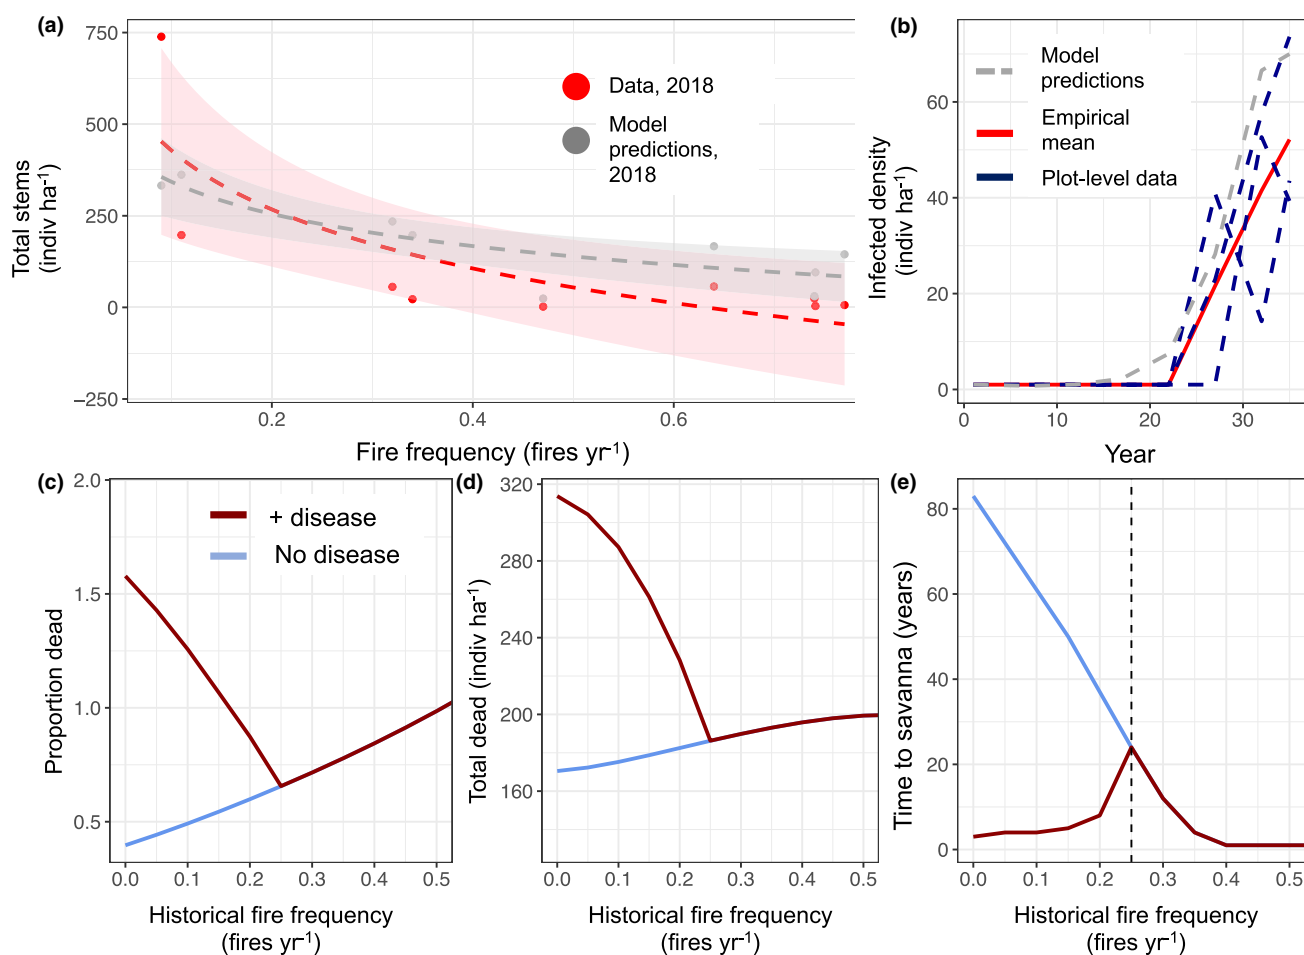 (a)
750
500
250
0
−250
Total stems
(indiv ha⁻¹)
Data, 2018
Model
predictions,
2018
0.2
0.4
0.6
Fire frequency (fires yr⁻¹)
(b)
60
40
20
0
Infected density
(indiv ha⁻¹)
Model
predictions
Empirical
mean
Plot-level data
0
10
20
30
Year
(c)
2.0
1.5
1.0
0.5
Proportion dead
+ disease
No disease
0.0
0.1
0.2
0.3
0.4
0.5
Historical fire frequency
(fires yr⁻¹)
(d)
320
280
240
200
160
Total dead (indiv ha⁻¹)
0.0
0.1
0.2
0.3
0.4
0.5
Historical fire frequency
(fires yr⁻¹)
(e)
80
60
40
20
0
Time to savanna (years)
0.0
0.1
0.2
0.3
0.4
0.5
Historical fire frequency
(fires yr⁻¹)